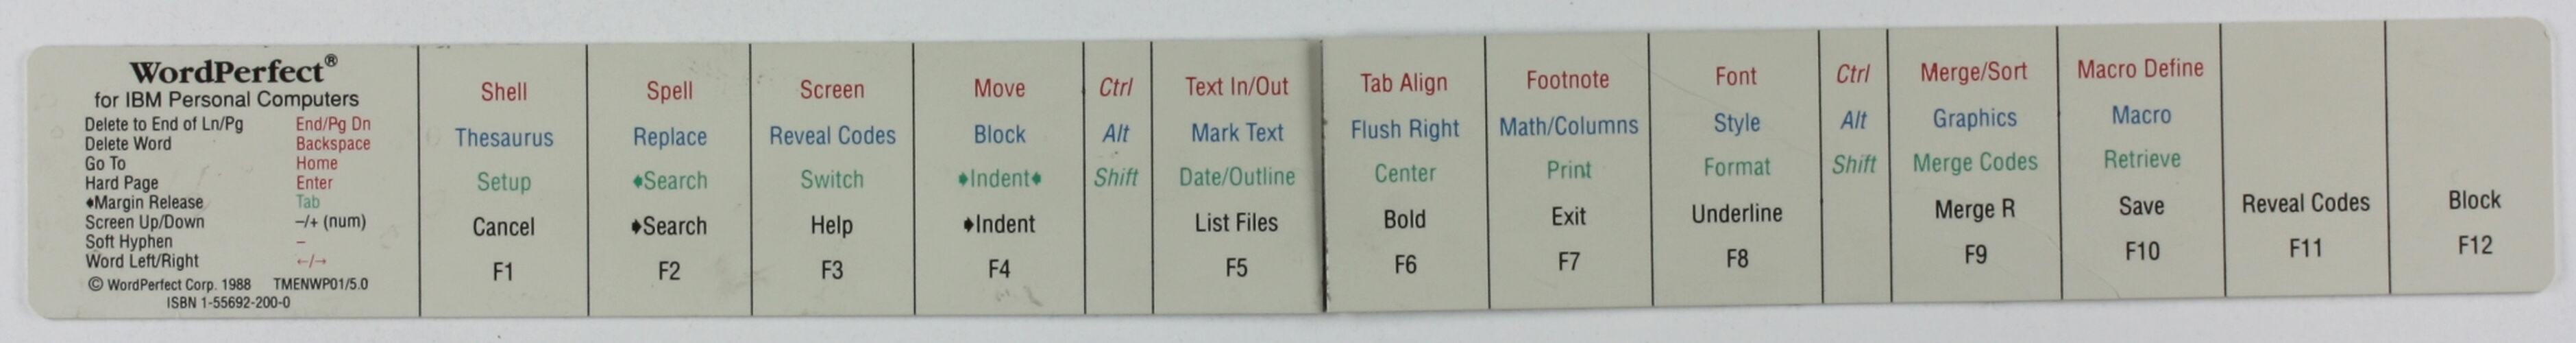 WordPerfect®
for IBM Personal Computers
Delete to End of Ln/Pg End/Pg Dn
Delete Word Backspace
Go To Home
Hard Page Enter
♦Margin Release Tab
Screen Up/Down –/+ (num)
Soft Hyphen –
Word Left/Right ←/→
© WordPerfect Corp. 1988 TMENWP01/5.0
ISBN 1-55692-200-0
Shell Spell Screen Move Ctrl Text In/Out Tab Align Footnote Font Ctrl Merge/Sort Macro Define
Thesaurus Replace Reveal Codes Block Alt Mark Text Flush Right Math/Columns Style Alt Graphics Macro
Setup ♦Search Switch ♦Indent♦ Shift Date/Outline Center Print Format Shift Merge Codes Retrieve
Cancel ♦Search Help ♦Indent List Files Bold Exit Underline Merge R Save Reveal Codes Block
F1 F2 F3 F4 F5 F6 F7 F8 F9 F10 F11 F12